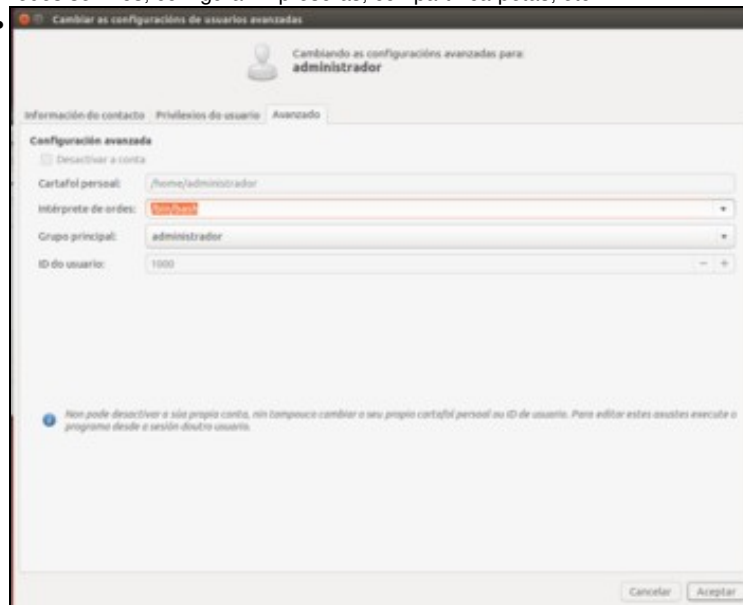 Cambiar as configuracións de usuarios avanzadas
Cambiando as configuracións avanzadas para:
administrador
Información do contacto Privilexios do usuario Avanzado
Configuración avanzada
Desactivar a conta
Cartafol persoal: /home/administrador
Intérprete de ordes: /bin/bash
Grupo principal: administrador
ID do usuario: 1000 - +
Non pode desactivar a súa propia conta, nin tampouco cambiar o seu propio cartafol persoal ou ID de usuario. Para editar estes axustes execute o
programa desde a sesión doutro usuario.
Cancelar Aceptar